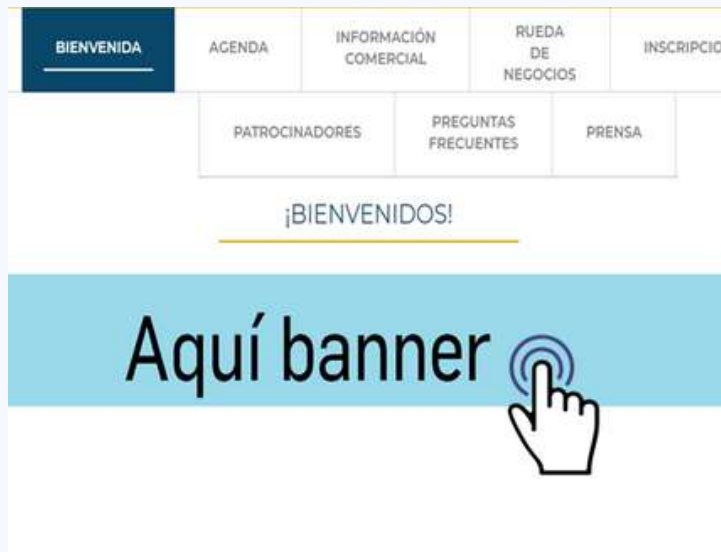 BIENVENIDA
AGENDA
INFORMACIÓN
COMERCIAL
RUEDA
DE
NEGOCIOS
PATROCINADORES
PREGUNTAS
FRECUENTES
PRENSA
¡BIENVENIDOS!
Aquí banner